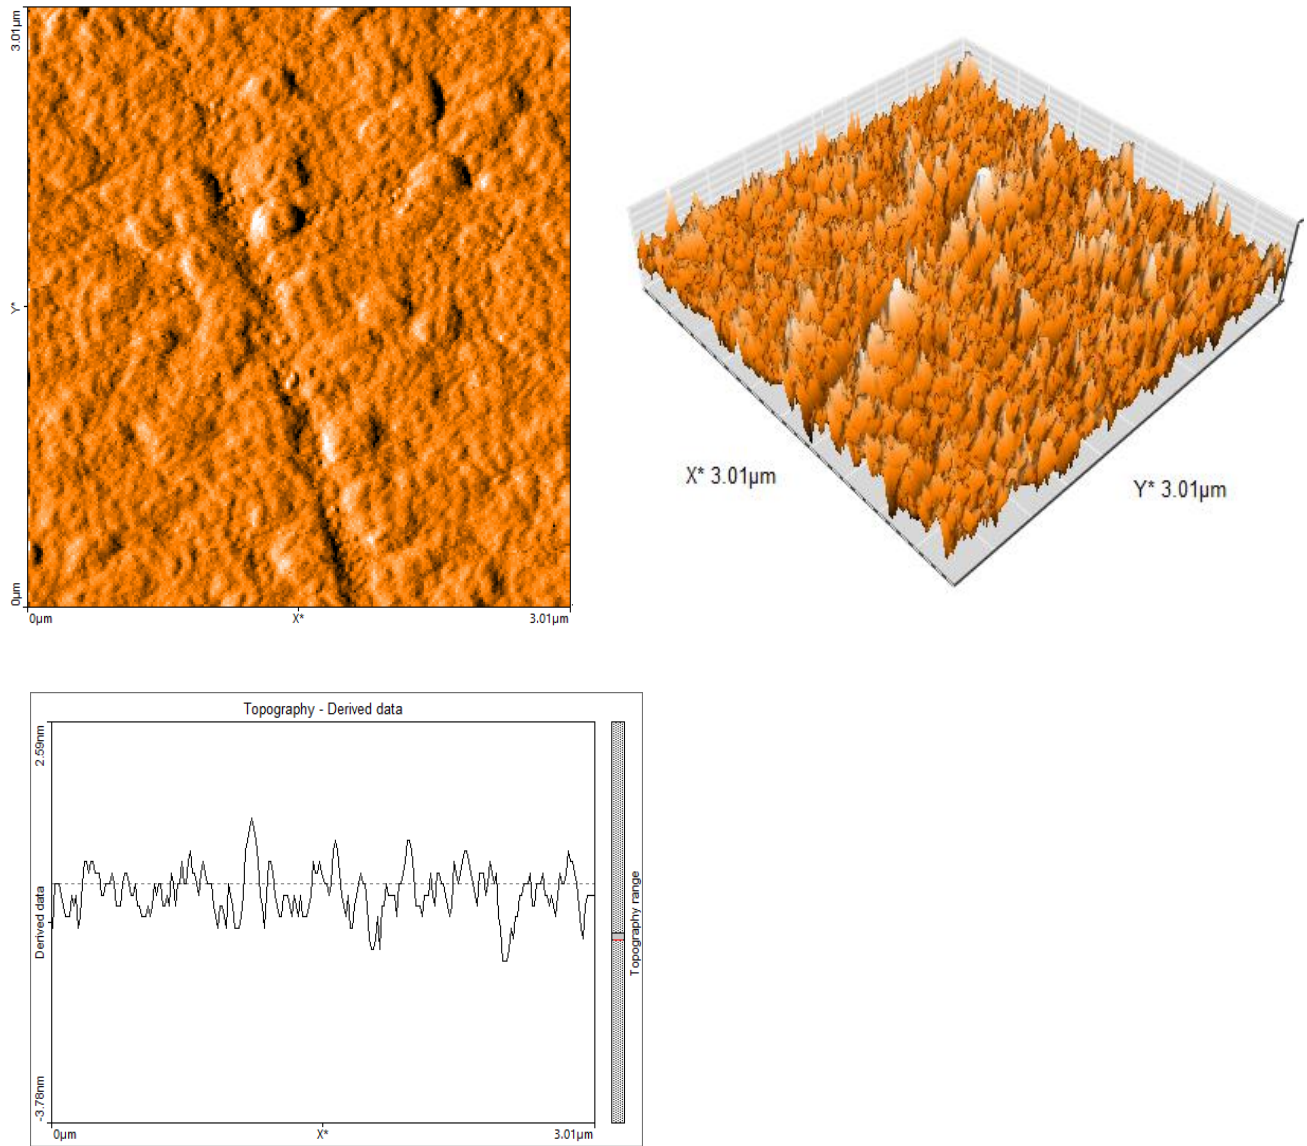 3.01µm
Y*
0µm
0µm
X*
3.01µm
X* 3.01µm
Y* 3.01µm
Topography - Derived data
2.59nm
Derived data
-3.78nm
0µm
X*
3.01µm
Topography range